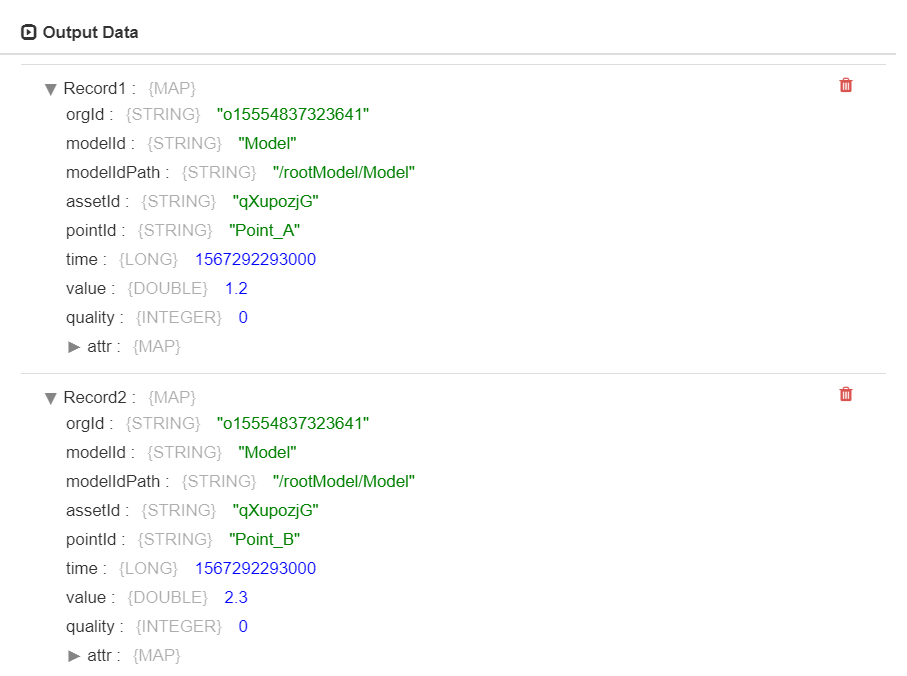 Output Data
Record1 : {MAP}
orgId : {STRING} "o15554837323641"
modelId : {STRING} "Model"
modelIdPath : {STRING} "/rootModel/Model"
assetId : {STRING} "qXupozjG"
pointId : {STRING} "Point_A"
time : {LONG} 1567292293000
value : {DOUBLE} 1.2
quality : {INTEGER} 0
attr : {MAP}
Record2 : {MAP}
orgId : {STRING} "o15554837323641"
modelId : {STRING} "Model"
modelIdPath : {STRING} "/rootModel/Model"
assetId : {STRING} "qXupozjG"
pointId : {STRING} "Point_B"
time : {LONG} 1567292293000
value : {DOUBLE} 2.3
quality : {INTEGER} 0
attr : {MAP}